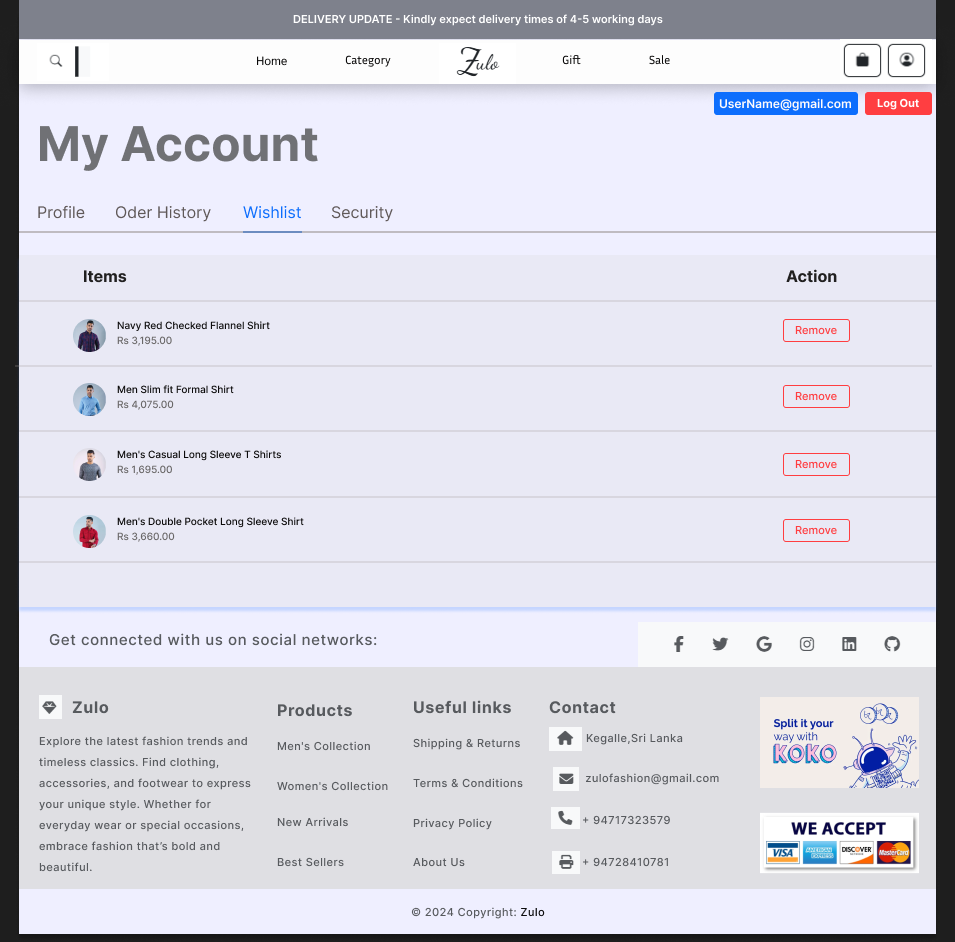 DELIVERY UPDATE - Kindly expect delivery times of 4-5 working days
Home
Category
Zulo
Gift
Sale
UserName@gmail.com
Log Out
My Account
Profile
Oder History
Wishlist
Security
Items
Action
Navy Red Checked Flannel Shirt
Rs 3,195.00
Remove
Men Slim fit Formal Shirt
Rs 4,075.00
Remove
Men's Casual Long Sleeve T Shirts
Rs 1,695.00
Remove
Men's Double Pocket Long Sleeve Shirt
Rs 3,660.00
Remove
Get connected with us on social networks:
Zulo
Explore the latest fashion trends and
timeless classics. Find clothing,
accessories, and footwear to express
your unique style. Whether for
everyday wear or special occasions,
embrace fashion that's bold and
beautiful.
Products
Men's Collection
Women's Collection
New Arrivals
Best Sellers
Useful links
Shipping & Returns
Terms & Conditions
Privacy Policy
About Us
Contact
Kegalle,Sri Lanka
zulofashion@gmail.com
+ 94717323579
+ 94728410781
Split it your
way with
KOKO
WE ACCEPT
VISA
AMERICAN EXPRESS
DISCOVER
MasterCard
© 2024 Copyright: Zulo